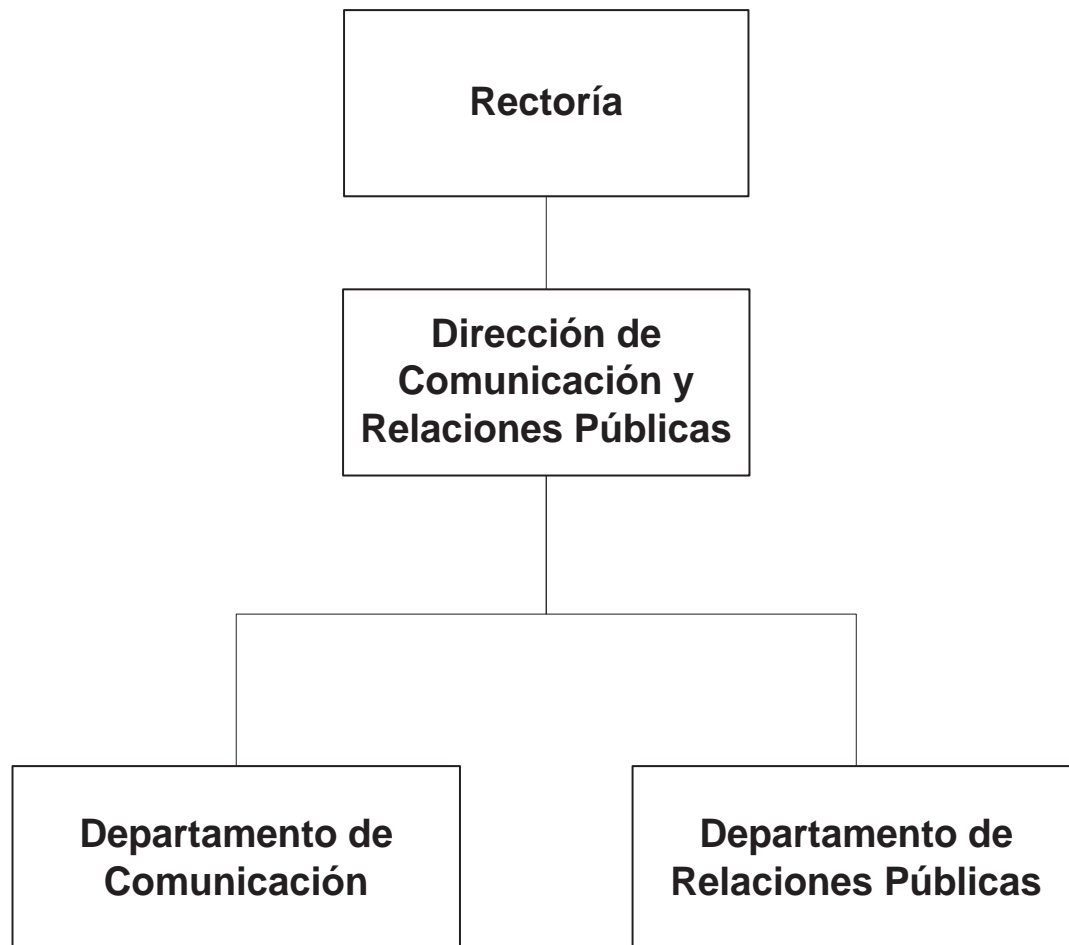 Rectoría
Dirección de
Comunicación y
Relaciones Públicas
Departamento de
Comunicación
Departamento de
Relaciones Públicas